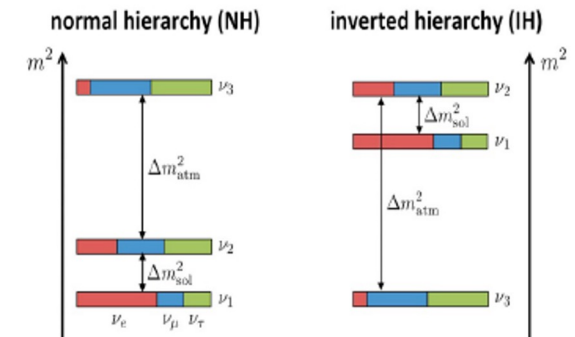 normal hierarchy (NH)
inverted hierarchy (IH)
m²
ν₃
Δm²atm
ν₂
Δm²sol
ν₁
νₑ νμ ντ
m²
ν₂
Δm²sol
ν₁
Δm²atm
ν₃